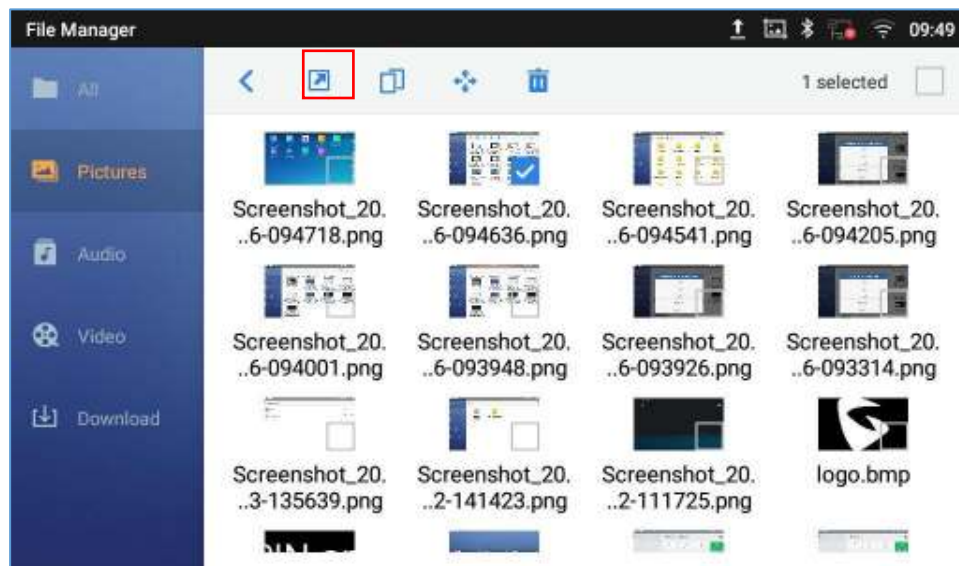 File Manager
09:49
All
1 selected
Pictures
Screenshot_20.
..6-094718.png
Screenshot_20.
..6-094636.png
Screenshot_20.
..6-094541.png
Screenshot_20.
..6-094205.png
Audio
Video
Screenshot_20.
..6-094001.png
Screenshot_20.
..6-093948.png
Screenshot_20.
..6-093926.png
Screenshot_20.
..6-093314.png
Download
Screenshot_20.
..3-135639.png
Screenshot_20.
..2-141423.png
Screenshot_20.
..2-111725.png
logo.bmp